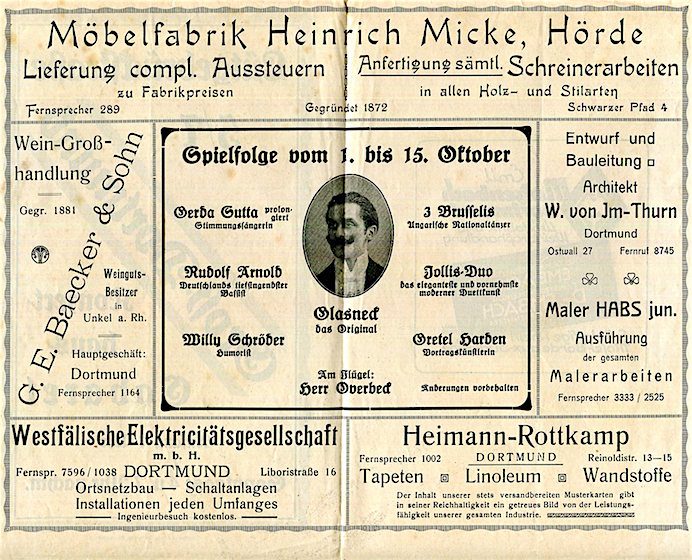 Möbelfabrik Heinrich Micke, Hörde
Lieferung compl. Aussteuern
zu Fabrikpreisen
Anfertigung sämtl. Schreinerarbeiten
in allen Holz- und Stilarten
Fernsprecher 289
Gegründet 1872
Schwarzer Pfad 4
Wein-Groß-
handlung
Gegr. 1881
G. E. Baecker & Sohn
Weinguts-
Besitzer
in
Unkel a. Rh.
Hauptgeschäft:
Dortmund
Fernsprecher 1164
Spielfolge vom 1. bis 15. Oktober
Gerda Gutta prolon-
giert
Stimmungssängerin
Rudolf Arnold
Deutschlands tiefsingendster
Bassist
Willy Schröder
Humorist
Glasneck
das Original
Am Flügel:
Herr Overbeck
3 Brusselis
Ungarische Nationaltänzer
Jollis-Duo
das eleganteste und vornehmste
moderner Duettkunst
Gretel Harden
Vortragskünstlerin
Änderungen vorbehalten
Entwurf und
Bauleitung
Architekt
W. von Jm-Thurn
Dortmund
Ostwall 27 Fernruf 8745
Maler HABS jun.
Ausführung
der gesamten
Malerarbeiten
Fernsprecher 3333 / 2525
Westfälische Elektricitätsgesellschaft
m. b. H.
Fernspr. 7596/1038 DORTMUND Liboristraße 16
Ortsnetzbau — Schaltanlagen
Installationen jeden Umfanges
Ingenieurbesuch kostenlos.
Heimann-Rottkamp
Fernsprecher 1002 DORTMUND Reinoldistr. 13—15
Tapeten Linoleum Wandstoffe
Der Inhalt unserer stets versandbereiten Musterkarten gibt
in seiner Reichhaltigkeit ein getreues Bild von der Leistungs-
fähigkeit unserer gesamten Industrie.